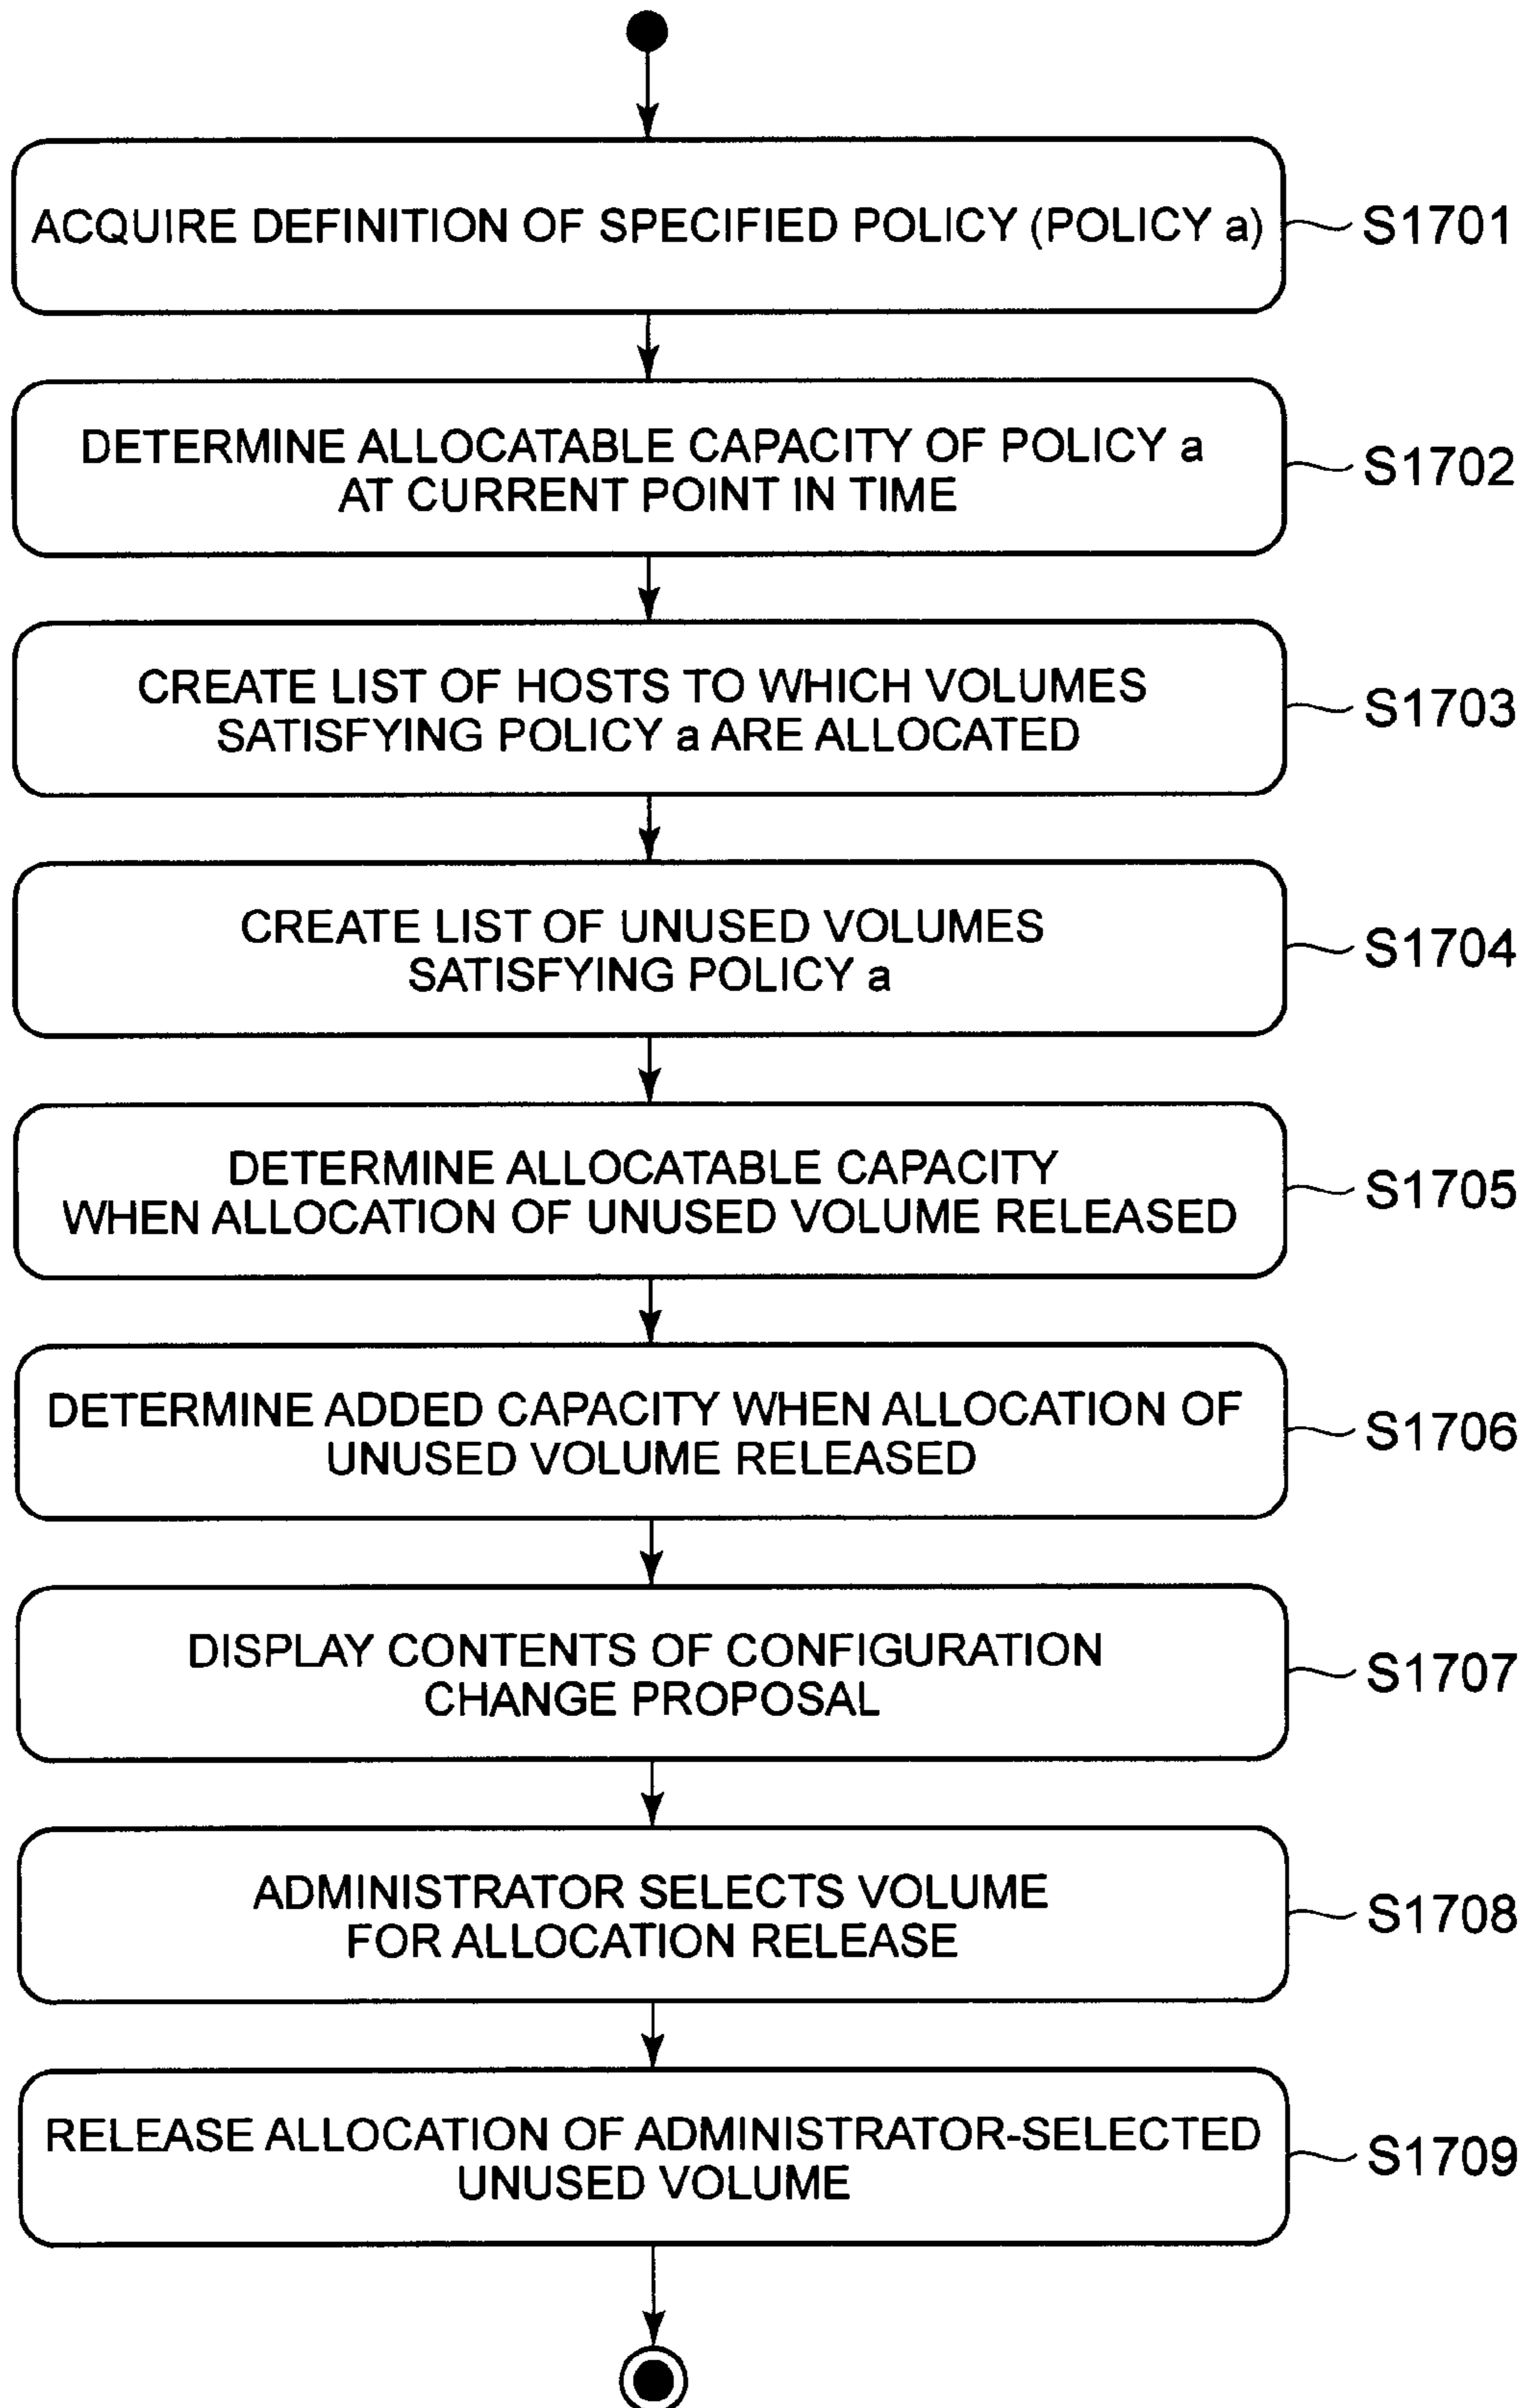 ACQUIRE DEFINITION OF SPECIFIED POLICY (POLICY a)
S1701
DETERMINE ALLOCATABLE CAPACITY OF POLICY a
AT CURRENT POINT IN TIME
S1702
CREATE LIST OF HOSTS TO WHICH VOLUMES
SATISFYING POLICY a ARE ALLOCATED
S1703
CREATE LIST OF UNUSED VOLUMES
SATISFYING POLICY a
S1704
DETERMINE ALLOCATABLE CAPACITY
WHEN ALLOCATION OF UNUSED VOLUME RELEASED
S1705
DETERMINE ADDED CAPACITY WHEN ALLOCATION OF
UNUSED VOLUME RELEASED
S1706
DISPLAY CONTENTS OF CONFIGURATION
CHANGE PROPOSAL
S1707
ADMINISTRATOR SELECTS VOLUME
FOR ALLOCATION RELEASE
S1708
RELEASE ALLOCATION OF ADMINISTRATOR-SELECTED
UNUSED VOLUME
S1709